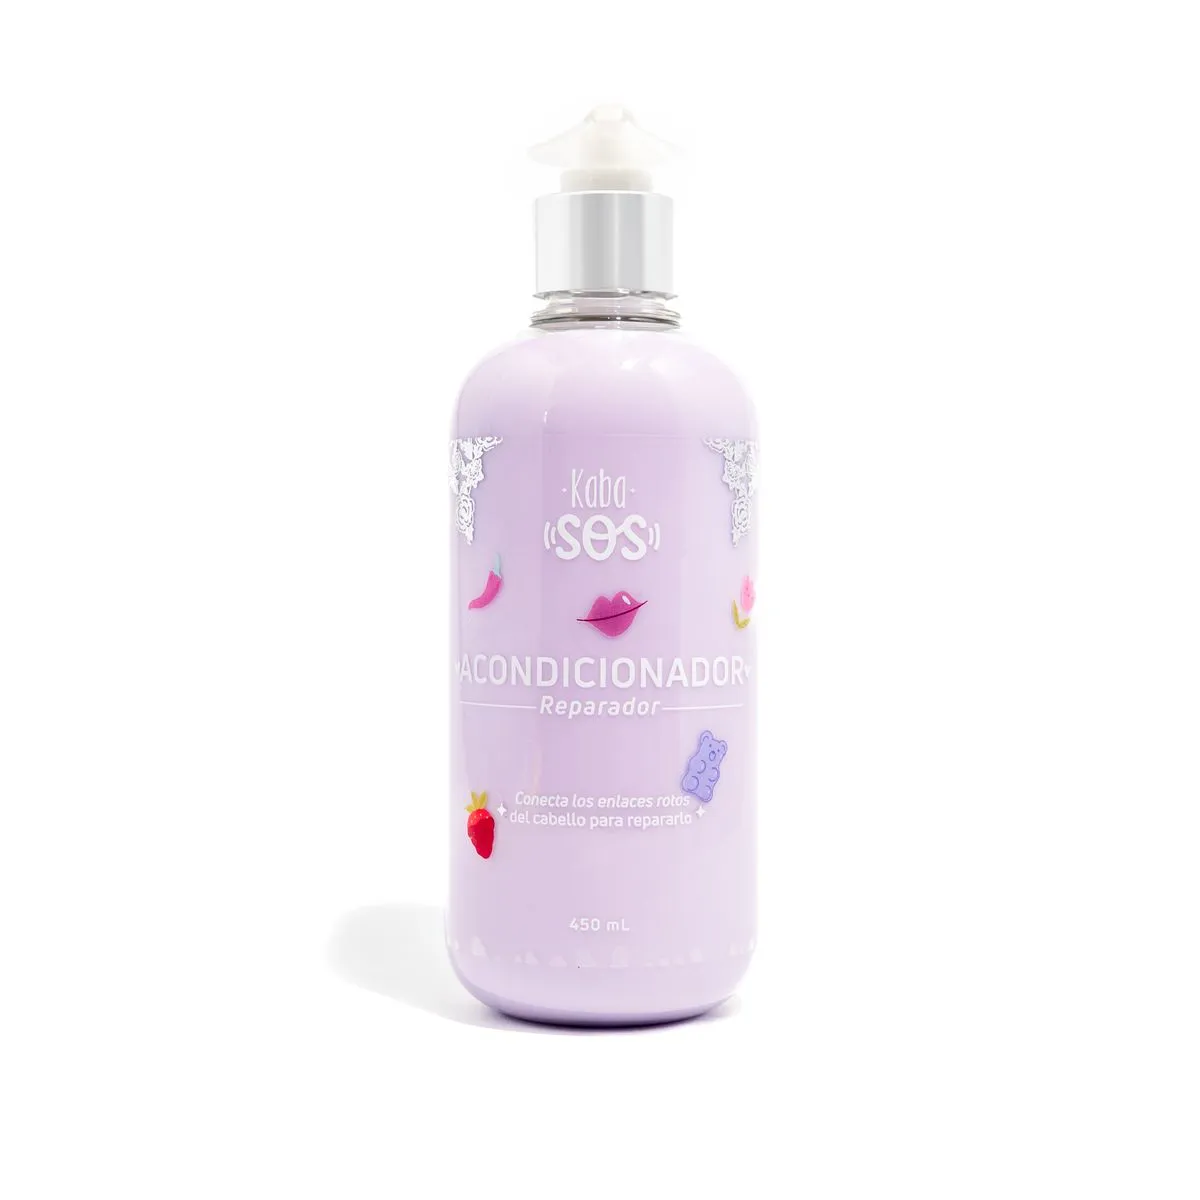 Kaba
SOS
ACONDICIONADOR
Reparador
Conecta los enlaces rotos
del cabello para repararlo
450 mL